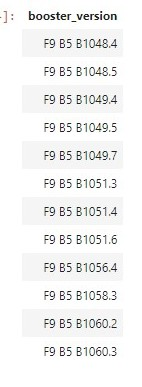 ]: booster_version
F9 B5 B1048.4
F9 B5 B1048.5
F9 B5 B1049.4
F9 B5 B1049.5
F9 B5 B1049.7
F9 B5 B1051.3
F9 B5 B1051.4
F9 B5 B1051.6
F9 B5 B1056.4
F9 B5 B1058.3
F9 B5 B1060.2
F9 B5 B1060.3